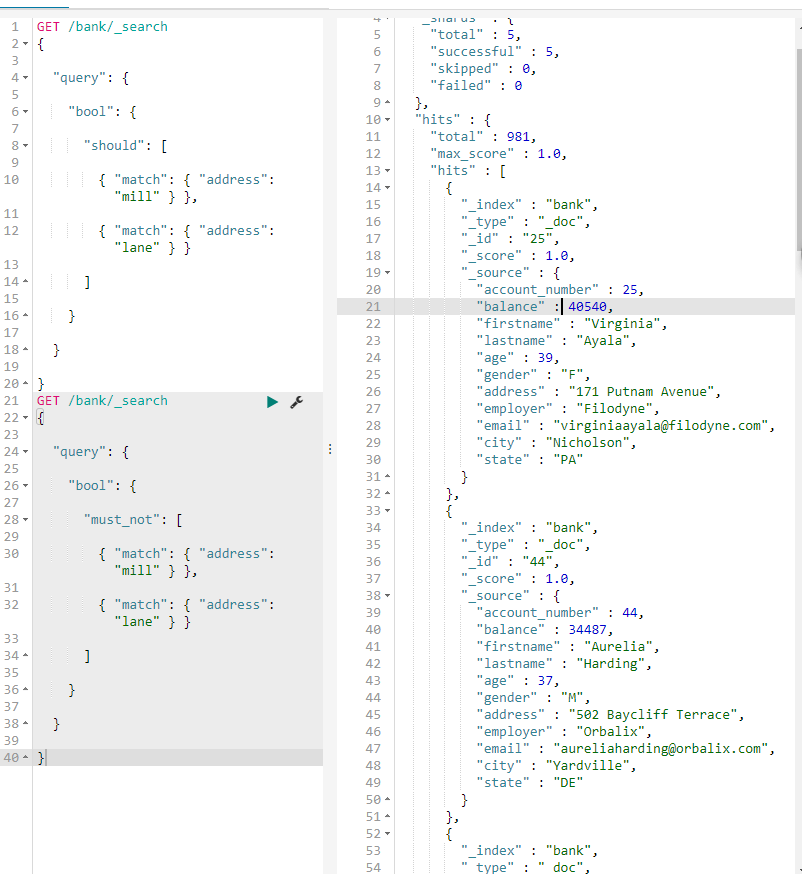 1 GET /bank/_search
2 {
3
4 "query": {
5
6 "bool": {
7
8 "should": [
9
10 { "match": { "address":
"mill" } },
11
12 { "match": { "address":
"lane" } }
13
14 ]
15
16 }
17
18 }
19
20 }
21 GET /bank/_search
22 {
23
24 "query": {
25
26 "bool": {
27
28 "must_not": [
29
30 { "match": { "address":
"mill" } },
31
32 { "match": { "address":
"lane" } }
33
34 ]
35
36 }
37
38 }
39
40 }
4 "_shards" : {
5 "total" : 5,
6 "successful" : 5,
7 "skipped" : 0,
8 "failed" : 0
9 },
10 "hits" : {
11 "total" : 981,
12 "max_score" : 1.0,
13 "hits" : [
14 {
15 "_index" : "bank",
16 "_type" : "_doc",
17 "_id" : "25",
18 "_score" : 1.0,
19 "_source" : {
20 "account_number" : 25,
21 "balance" : 40540,
22 "firstname" : "Virginia",
23 "lastname" : "Ayala",
24 "age" : 39,
25 "gender" : "F",
26 "address" : "171 Putnam Avenue",
27 "employer" : "Filodyne",
28 "email" : "virginiaayala@filodyne.com",
29 "city" : "Nicholson",
30 "state" : "PA"
31 }
32 },
33 {
34 "_index" : "bank",
35 "_type" : "_doc",
36 "_id" : "44",
37 "_score" : 1.0,
38 "_source" : {
39 "account_number" : 44,
40 "balance" : 34487,
41 "firstname" : "Aurelia",
42 "lastname" : "Harding",
43 "age" : 37,
44 "gender" : "M",
45 "address" : "502 Baycliff Terrace",
46 "employer" : "Orbalix",
47 "email" : "aureliaharding@orbalix.com",
48 "city" : "Yardville",
49 "state" : "DE"
50 }
51 },
52 {
53 "_index" : "bank",
54 "_type" : "_doc",